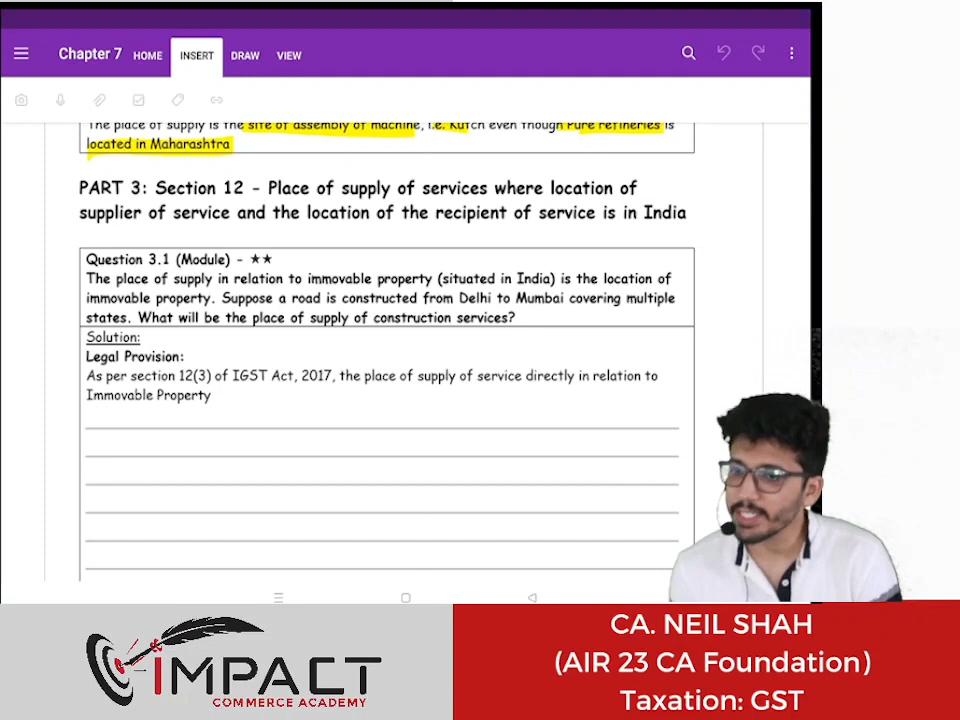 Chapter 7 HOME INSERT DRAW VIEW
The place of supply is the site of assembly of machine, i.e. Kutch even though Pure refineries is
located in Maharashtra
PART 3: Section 12 - Place of supply of services where location of
supplier of service and the location of the recipient of service is in India
Question 3.1 (Module) - ★★
The place of supply in relation to immovable property (situated in India) is the location of
immovable property. Suppose a road is constructed from Delhi to Mumbai covering multiple
states. What will be the place of supply of construction services?
Solution:
Legal Provision:
As per section 12(3) of IGST Act, 2017, the place of supply of service directly in relation to
Immovable Property
IMPACT
COMMERCE ACADEMY
CA. NEIL SHAH
(AIR 23 CA Foundation)
Taxation: GST